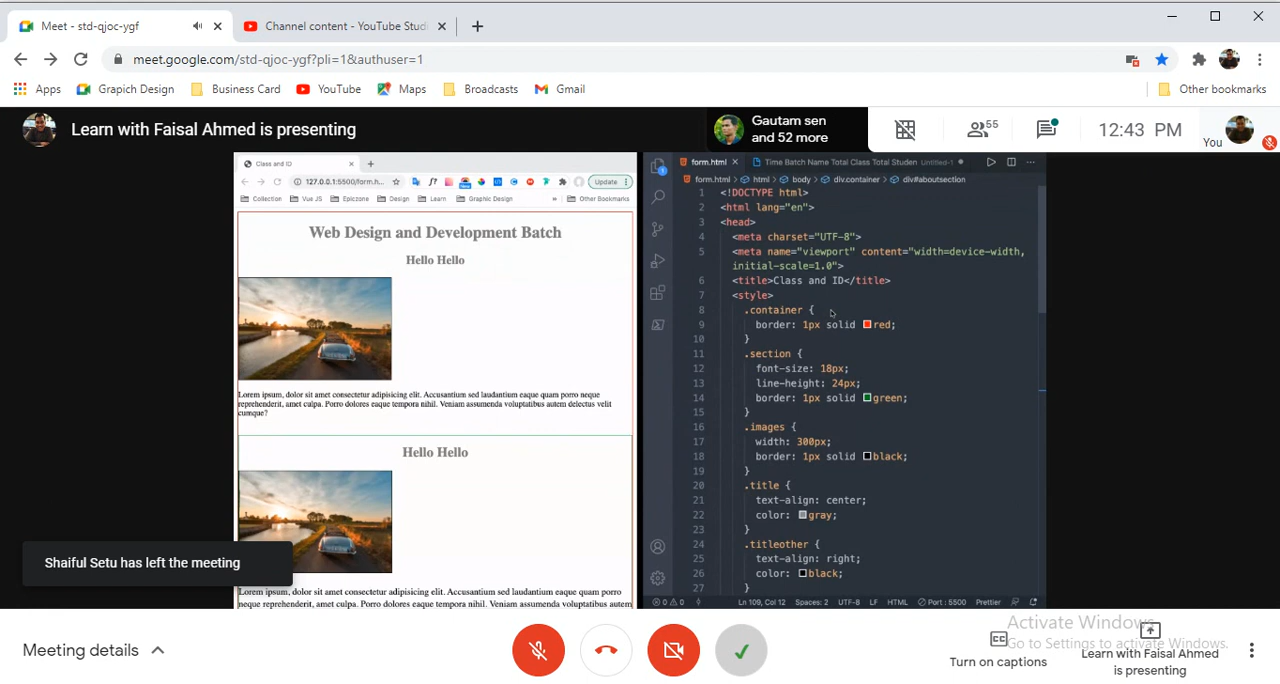 Meet - std-qjoc-ygf
Channel content - YouTube Studi
meet.google.com/std-qjoc-ygf?pli=1&authuser=1
Apps Grapich Design Business Card YouTube Maps Broadcasts Gmail Other bookmarks
Learn with Faisal Ahmed is presenting
Gautam sen
and 52 more
55
12:43 PM
You
Class and ID
127.0.0.1:5500/form.h...
Update
Collection Vue JS Epiczone Design Learn Graphic Design » Other Bookmarks
Web Design and Development Batch
Hello Hello
Lorem ipsum, dolor sit amet consectetur adipisicing elit. Accusantium sed laudantium eaque quam porro neque
reprehenderit, amet culpa. Porro dolores eaque tempora nihil. Veniam assumenda voluptatibus autem delectus velit
cumque?
Hello Hello
Lorem ipsum, dolor sit amet consectetur adipisicing elit. Accusantium sed laudantium eaque quam porro
neque reprehenderit, amet culpa. Porro dolores eaque tempora nihil. Veniam assumenda voluptatibus autem
form.html Time Batch Name Total Class Total Studen Untitled-1
form.html > html > body > div.container > div#aboutsection
1 <!DOCTYPE html>
2 <html lang="en">
3 <head>
4 <meta charset="UTF-8">
5 <meta name="viewport" content="width=device-width,
initial-scale=1.0">
6 <title>Class and ID</title>
7 <style>
8 .container {
9 border: 1px solid red;
10 }
11 .section {
12 font-size: 18px;
13 line-height: 24px;
14 border: 1px solid green;
15 }
16 .images {
17 width: 300px;
18 border: 1px solid black;
19 }
20 .title {
21 text-align: center;
22 color: gray;
23 }
24 .titleother {
25 text-align: right;
26 color: black;
27 }
0 0 Ln 109, Col 12 Spaces: 2 UTF-8 LF HTML Port : 5500 Prettier
Shaiful Setu has left the meeting
Meeting details
CC
Turn on captions
Learn with Faisal Ahmed
is presenting
Activate Windows
Go to Settings to activate Windows.